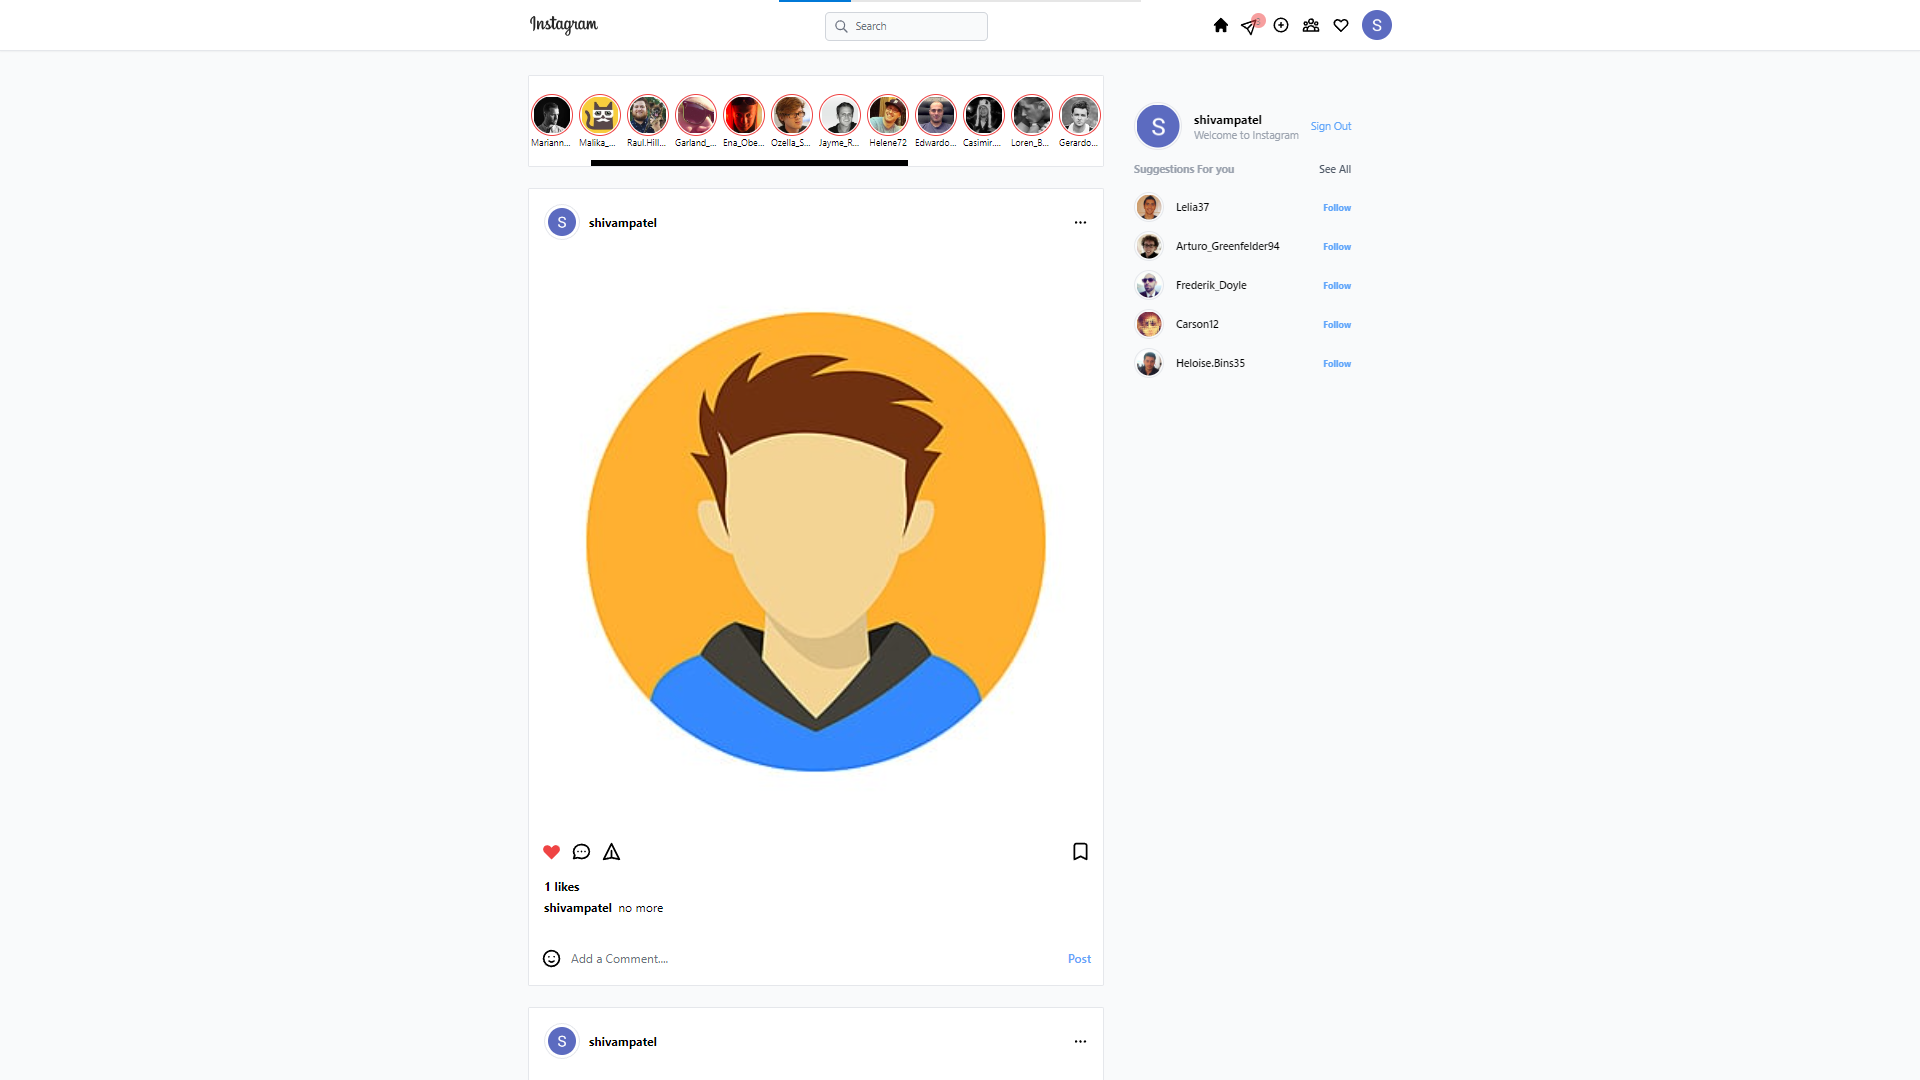 Instagram
Search
S
Mariann...
Malika_...
Raul.Hill...
Garland_...
Ena_Obe...
Ozella_S...
Jayme_R...
Helene72
Edwardo...
Casimir....
Loren_B...
Gerardo...
S
shivampatel
Welcome to Instagram
Sign Out
Suggestions For you
See All
Lelia37
Follow
Arturo_Greenfelder94
Follow
Frederik_Doyle
Follow
Carson12
Follow
Heloise.Bins35
Follow
S
shivampatel
1 likes
shivampatel no more
Add a Comment....
Post
S
shivampatel